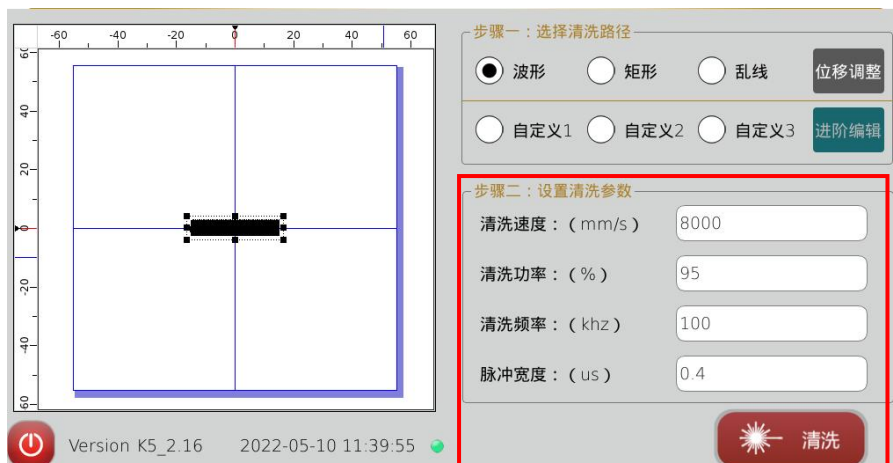 -60 -40 -20 0 20 40 60
60
-40
-20
0
20
40
60
步骤一：选择清洗路径
波形 矩形 乱线 位移调整
自定义1 自定义2 自定义3 进阶编辑
步骤二：设置清洗参数
清洗速度：（mm/s） 8000
清洗功率：（%） 95
清洗频率：（khz） 100
脉冲宽度：（us） 0.4
Version K5_2.16 2022-05-10 11:39:55
清洗